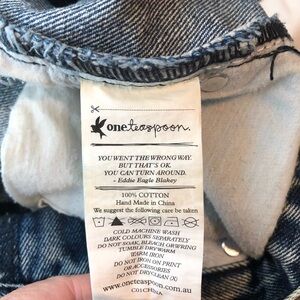 oneteaspoon.
YOU WENT THE WRONG WAY.
BUT THAT'S OK.
YOU CAN TURN AROUND.
- Eddie Eagle Blakey
100% COTTON
Hand Made in China
We suggest the following care be taken
COLD MACHINE WASH
DARK COLOURS SEPARATELY
DO NOT SOAK, BLEACH OR WRING
TUMBLE DRY WARM
WARM IRON
DO NOT IRON ON PRINT
OR ACCESSORIES
DO NOT DRY CLEAN (X)
www.oneteaspoon.com.au
C01CHINA